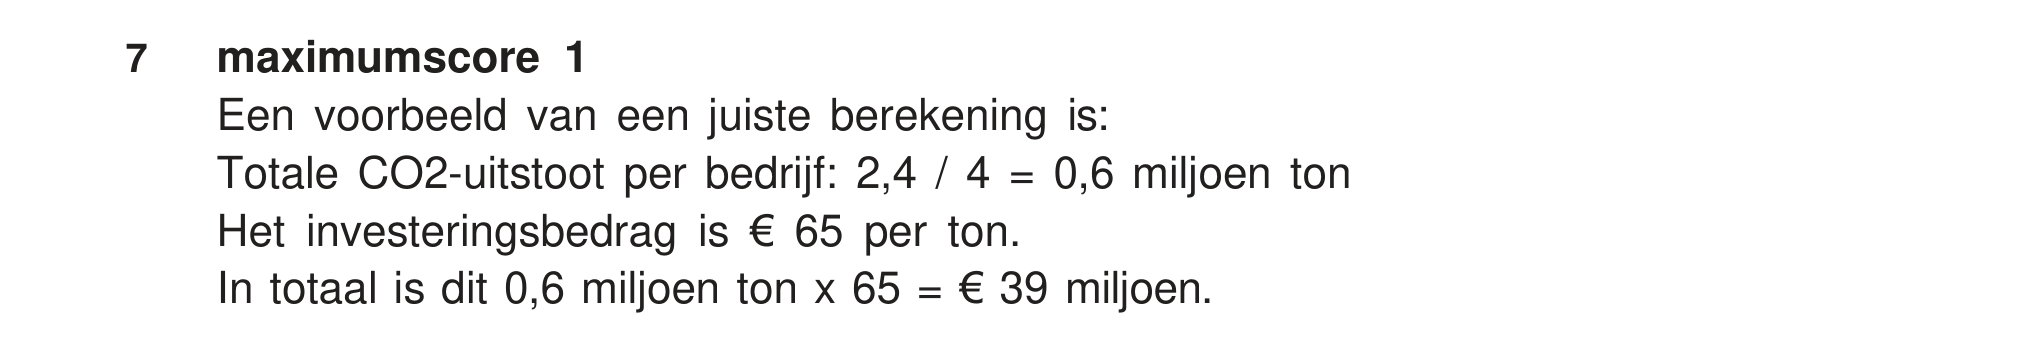 7 maximumscore 1
Een voorbeeld van een juiste berekening is:
Totale CO2-uitstoot per bedrijf: 2,4 / 4 = 0,6 miljoen ton
Het investeringsbedrag is € 65 per ton.
In totaal is dit 0,6 miljoen ton x 65 = € 39 miljoen.